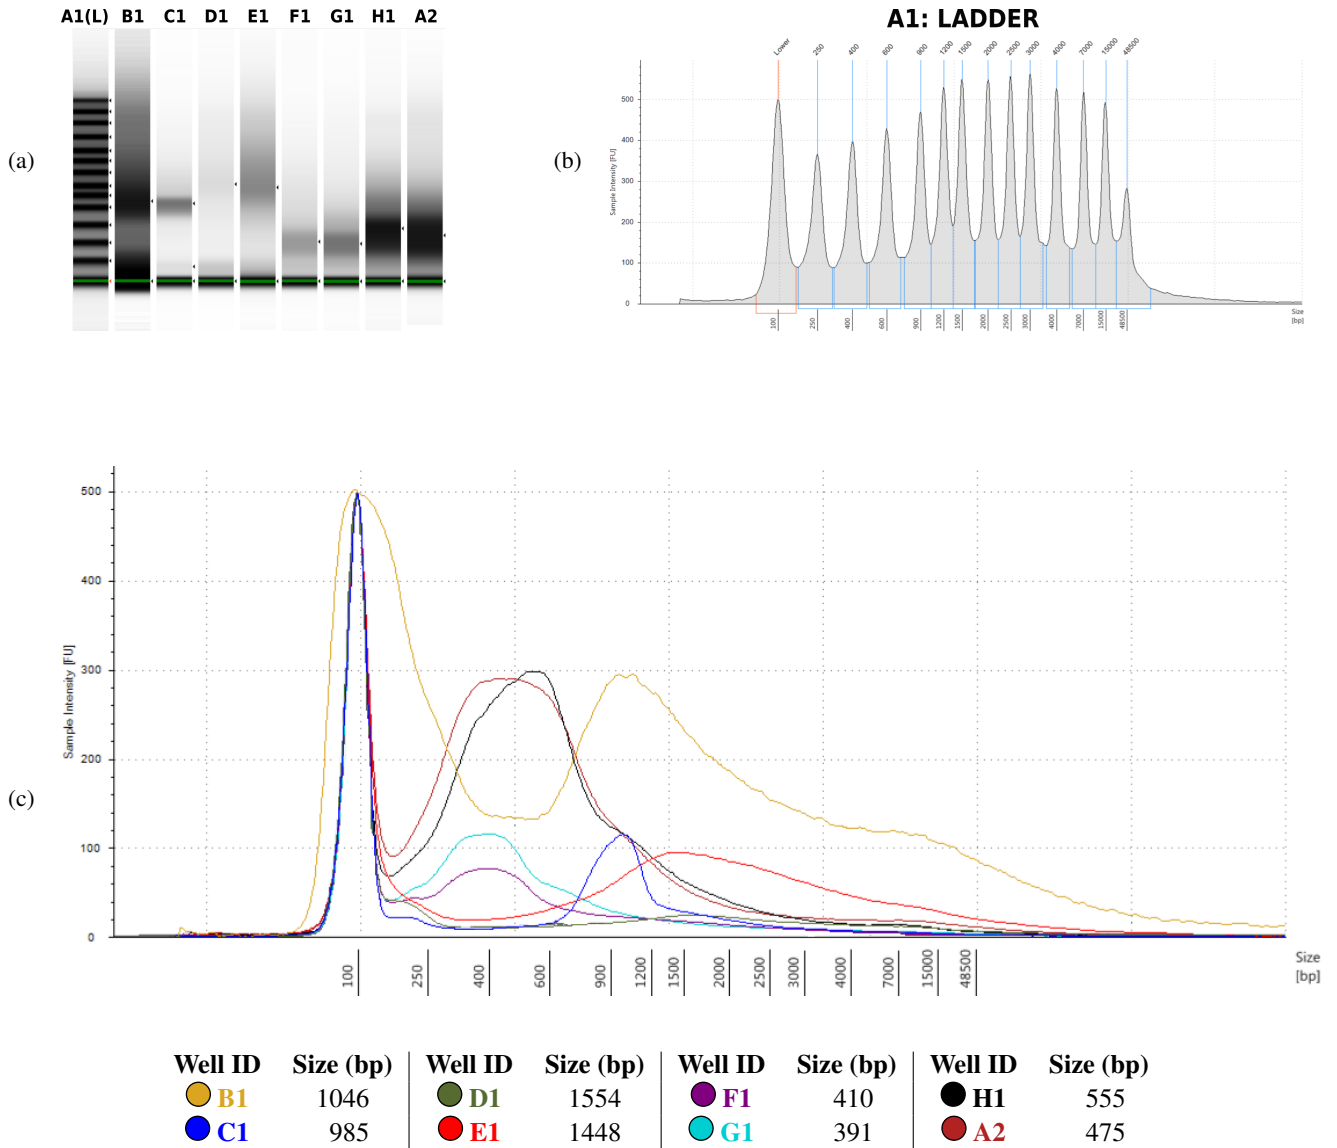 A1(L) B1 C1 D1 E1 F1 G1 H1 A2
(a)
(b)
A1: LADDER
Lower 250 400 600 900 1200 1500 2000 2500 3000 4000 7000 15000 48500
Sample Intensity [FU]
500
400
300
200
100
0
100 250 400 600 900 1200 1500 2000 2500 3000 4000 7000 15000 48500
Size
[bp]
(c)
Sample Intensity [FU]
500
400
300
200
100
0
100 250 400 600 900 1200 1500 2000 2500 3000 4000 7000 15000 48500
Size
[bp]
Well ID Size (bp) Well ID Size (bp) Well ID Size (bp) Well ID Size (bp)
B1 1046 D1 1554 F1 410 H1 555
C1 985 E1 1448 G1 391 A2 475